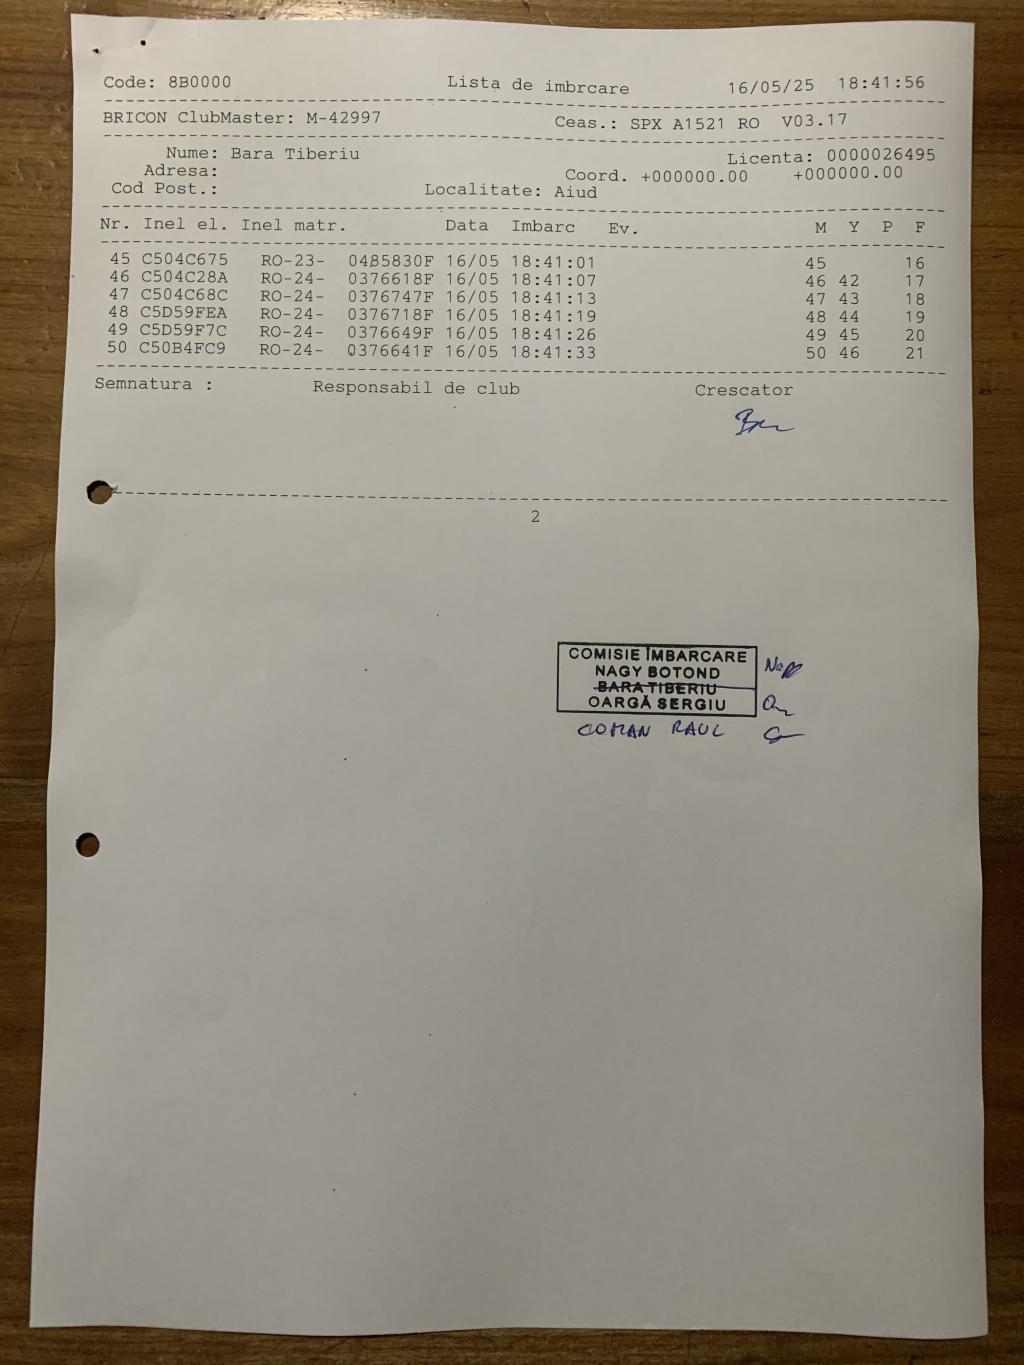 Code: 8B0000 Lista de imbrcare 16/05/25 18:41:56
BRICON ClubMaster: M-42997 Ceas.: SPX A1521 RO V03.17
Nume: Bara Tiberiu Licenta: 0000026495
Adresa: Coord. +000000.00 +000000.00
Cod Post.: Localitate: Aiud
Nr. Inel el. Inel matr. Data Imbarc Ev. M Y P F
45 C504C675 RO-23- 0485830F 16/05 18:41:01 45 16
46 C504C28A RO-24- 0376618F 16/05 18:41:07 46 42 17
47 C504C68C RO-24- 0376747F 16/05 18:41:13 47 43 18
48 C5D59FEA RO-24- 0376718F 16/05 18:41:19 48 44 19
49 C5D59F7C RO-24- 0376649F 16/05 18:41:26 49 45 20
50 C50B4FC9 RO-24- 0376641F 16/05 18:41:33 50 46 21
Semnatura : Responsabil de club Crescator
2
COMISIE ÎMBARCARE
NAGY BOTOND
BARA TIBERIU
OARGĂ SERGIU
COMAN RAUL